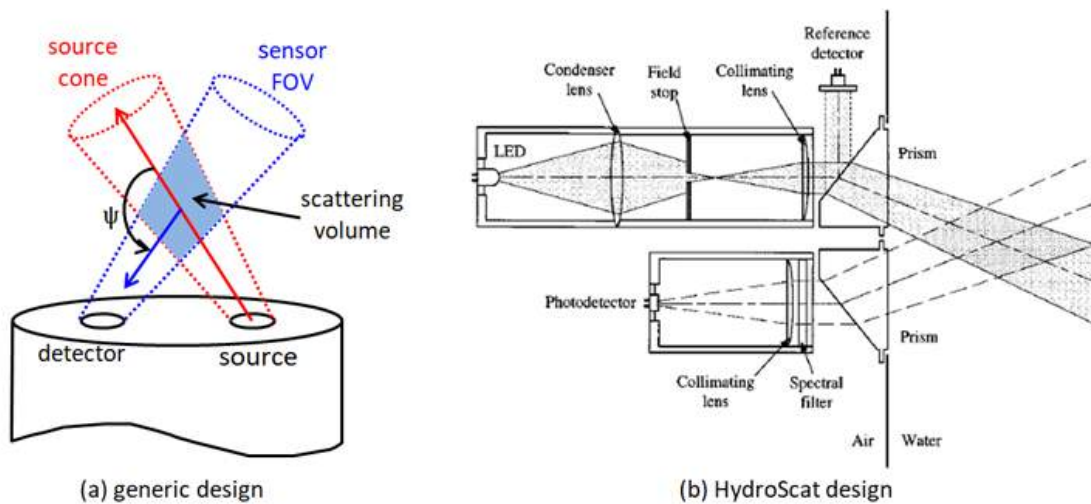 source
cone
sensor
FOV
ψ
scattering
volume
detector
source
(a) generic design
Reference
detector
Condenser
lens
Field
stop
Collimating
lens
LED
Prism
Photodetector
Prism
Collimating
lens
Spectral
filter
Air
Water
(b) HydroScat design